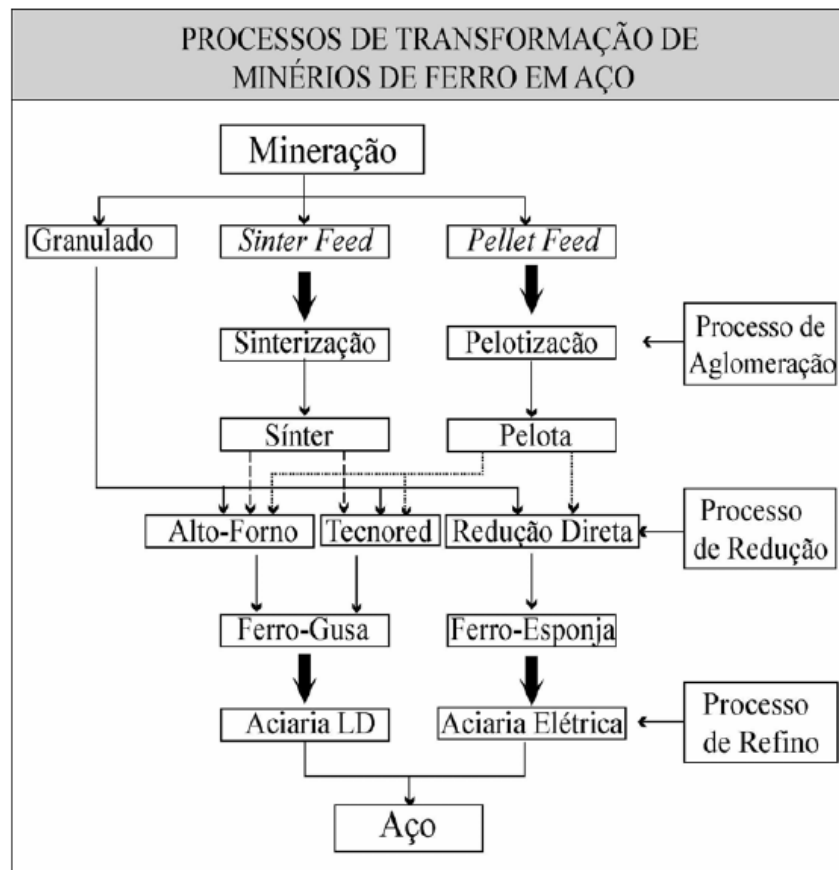 PROCESSOS DE TRANSFORMAÇÃO DE
MINÉRIOS DE FERRO EM AÇO
Mineração
Granulado
Sinter Feed
Pellet Feed
Sinterização
Pelotizacão
Processo de
Aglomeração
Sínter
Pelota
Alto-Forno
Tecnored
Redução Direta
Processo
de Redução
Ferro-Gusa
Ferro-Esponja
Aciaria LD
Aciaria Elétrica
Processo
de Refino
Aço